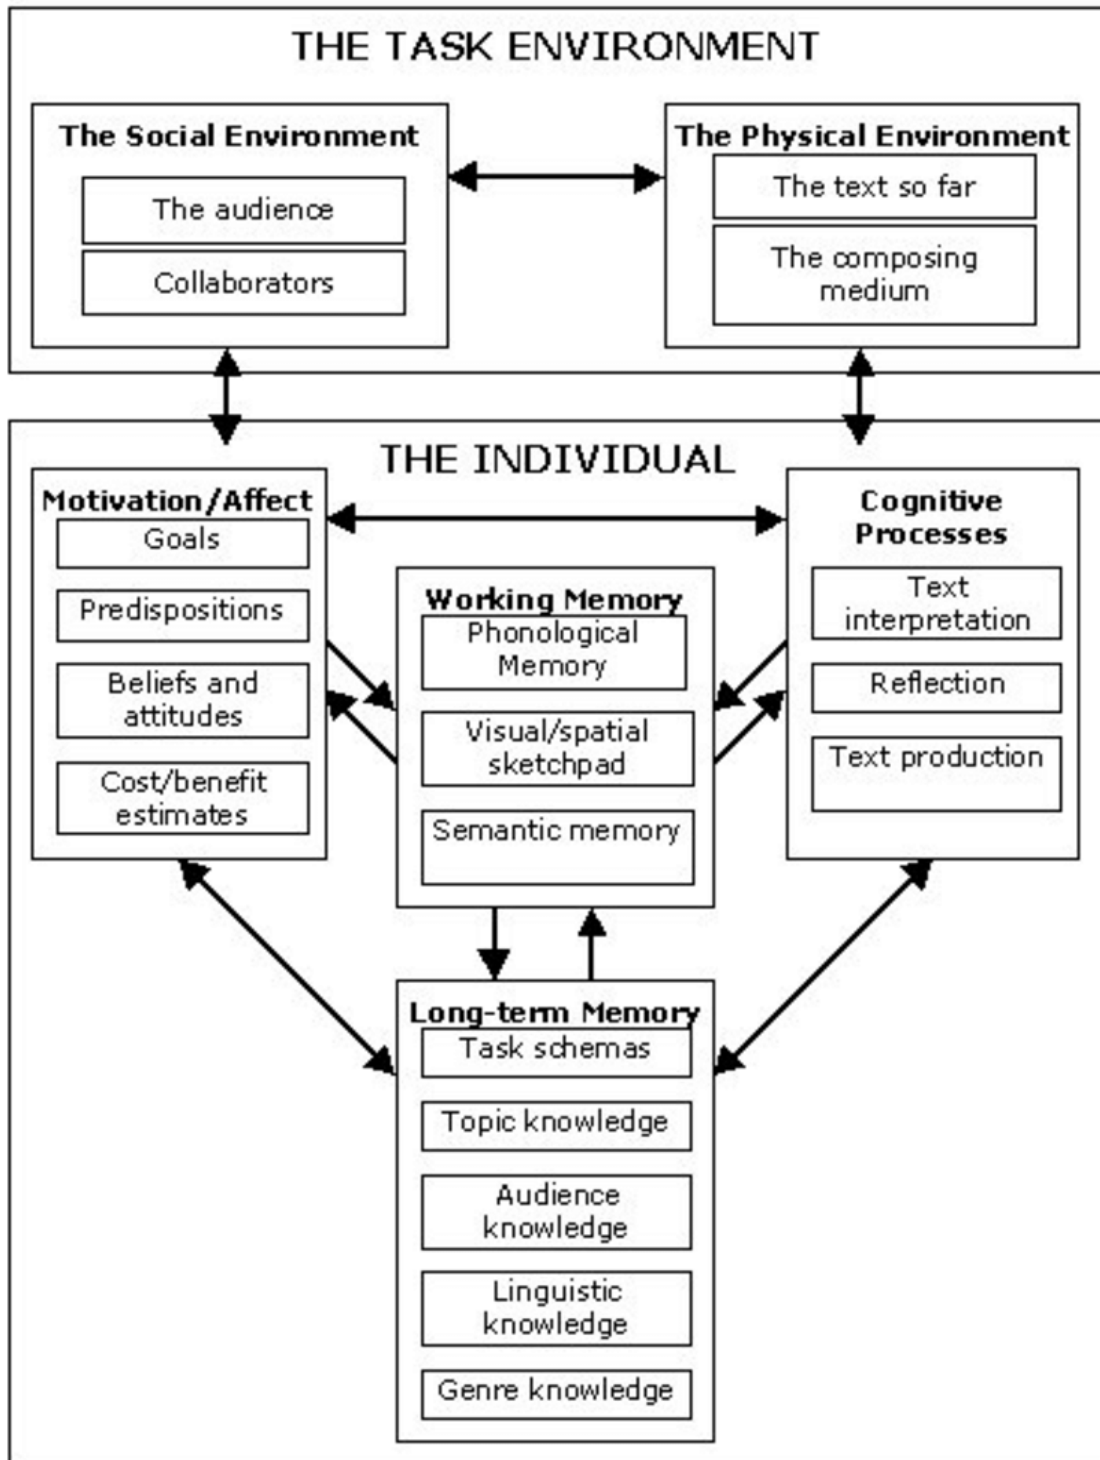 THE TASK ENVIRONMENT
The Social Environment
The audience
Collaborators
The Physical Environment
The text so far
The composing
medium
THE INDIVIDUAL
Motivation/Affect
Goals
Predispositions
Beliefs and
attitudes
Cost/benefit
estimates
Working Memory
Phonological
Memory
Visual/spatial
sketchpad
Semantic memory
Cognitive
Processes
Text
interpretation
Reflection
Text production
Long-term Memory
Task schemas
Topic knowledge
Audience
knowledge
Linguistic
knowledge
Genre knowledge